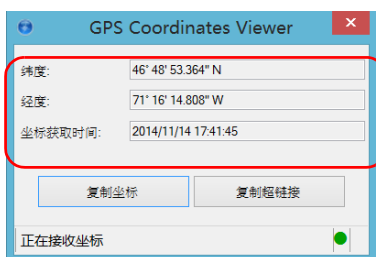 GPS Coordinates Viewer
纬度: 46° 48' 53.364" N
经度: 71° 16' 14.808" W
坐标获取时间: 2014/11/14 17:41:45
复制坐标 复制超链接
正在接收坐标